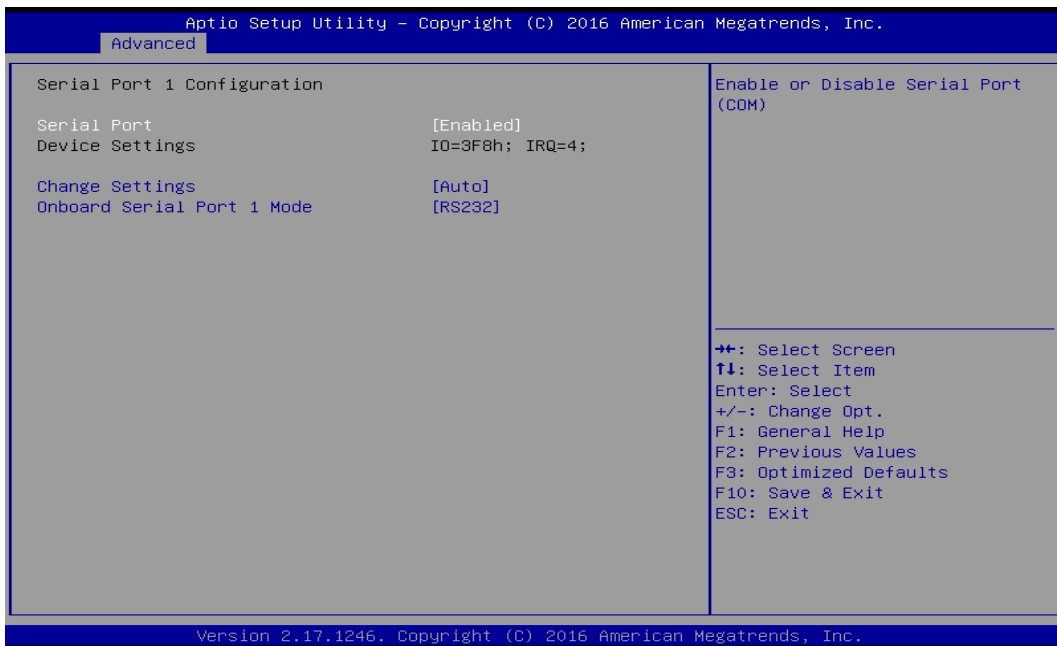 Aptio Setup Utility – Copyright (C) 2016 American Megatrends, Inc.
Advanced
Serial Port 1 Configuration
Serial Port [Enabled]
Device Settings IO=3F8h; IRQ=4;
Change Settings [Auto]
Onboard Serial Port 1 Mode [RS232]
Enable or Disable Serial Port
(COM)
→←: Select Screen
↑↓: Select Item
Enter: Select
+/-: Change Opt.
F1: General Help
F2: Previous Values
F3: Optimized Defaults
F10: Save & Exit
ESC: Exit
Version 2.17.1246. Copyright (C) 2016 American Megatrends, Inc.